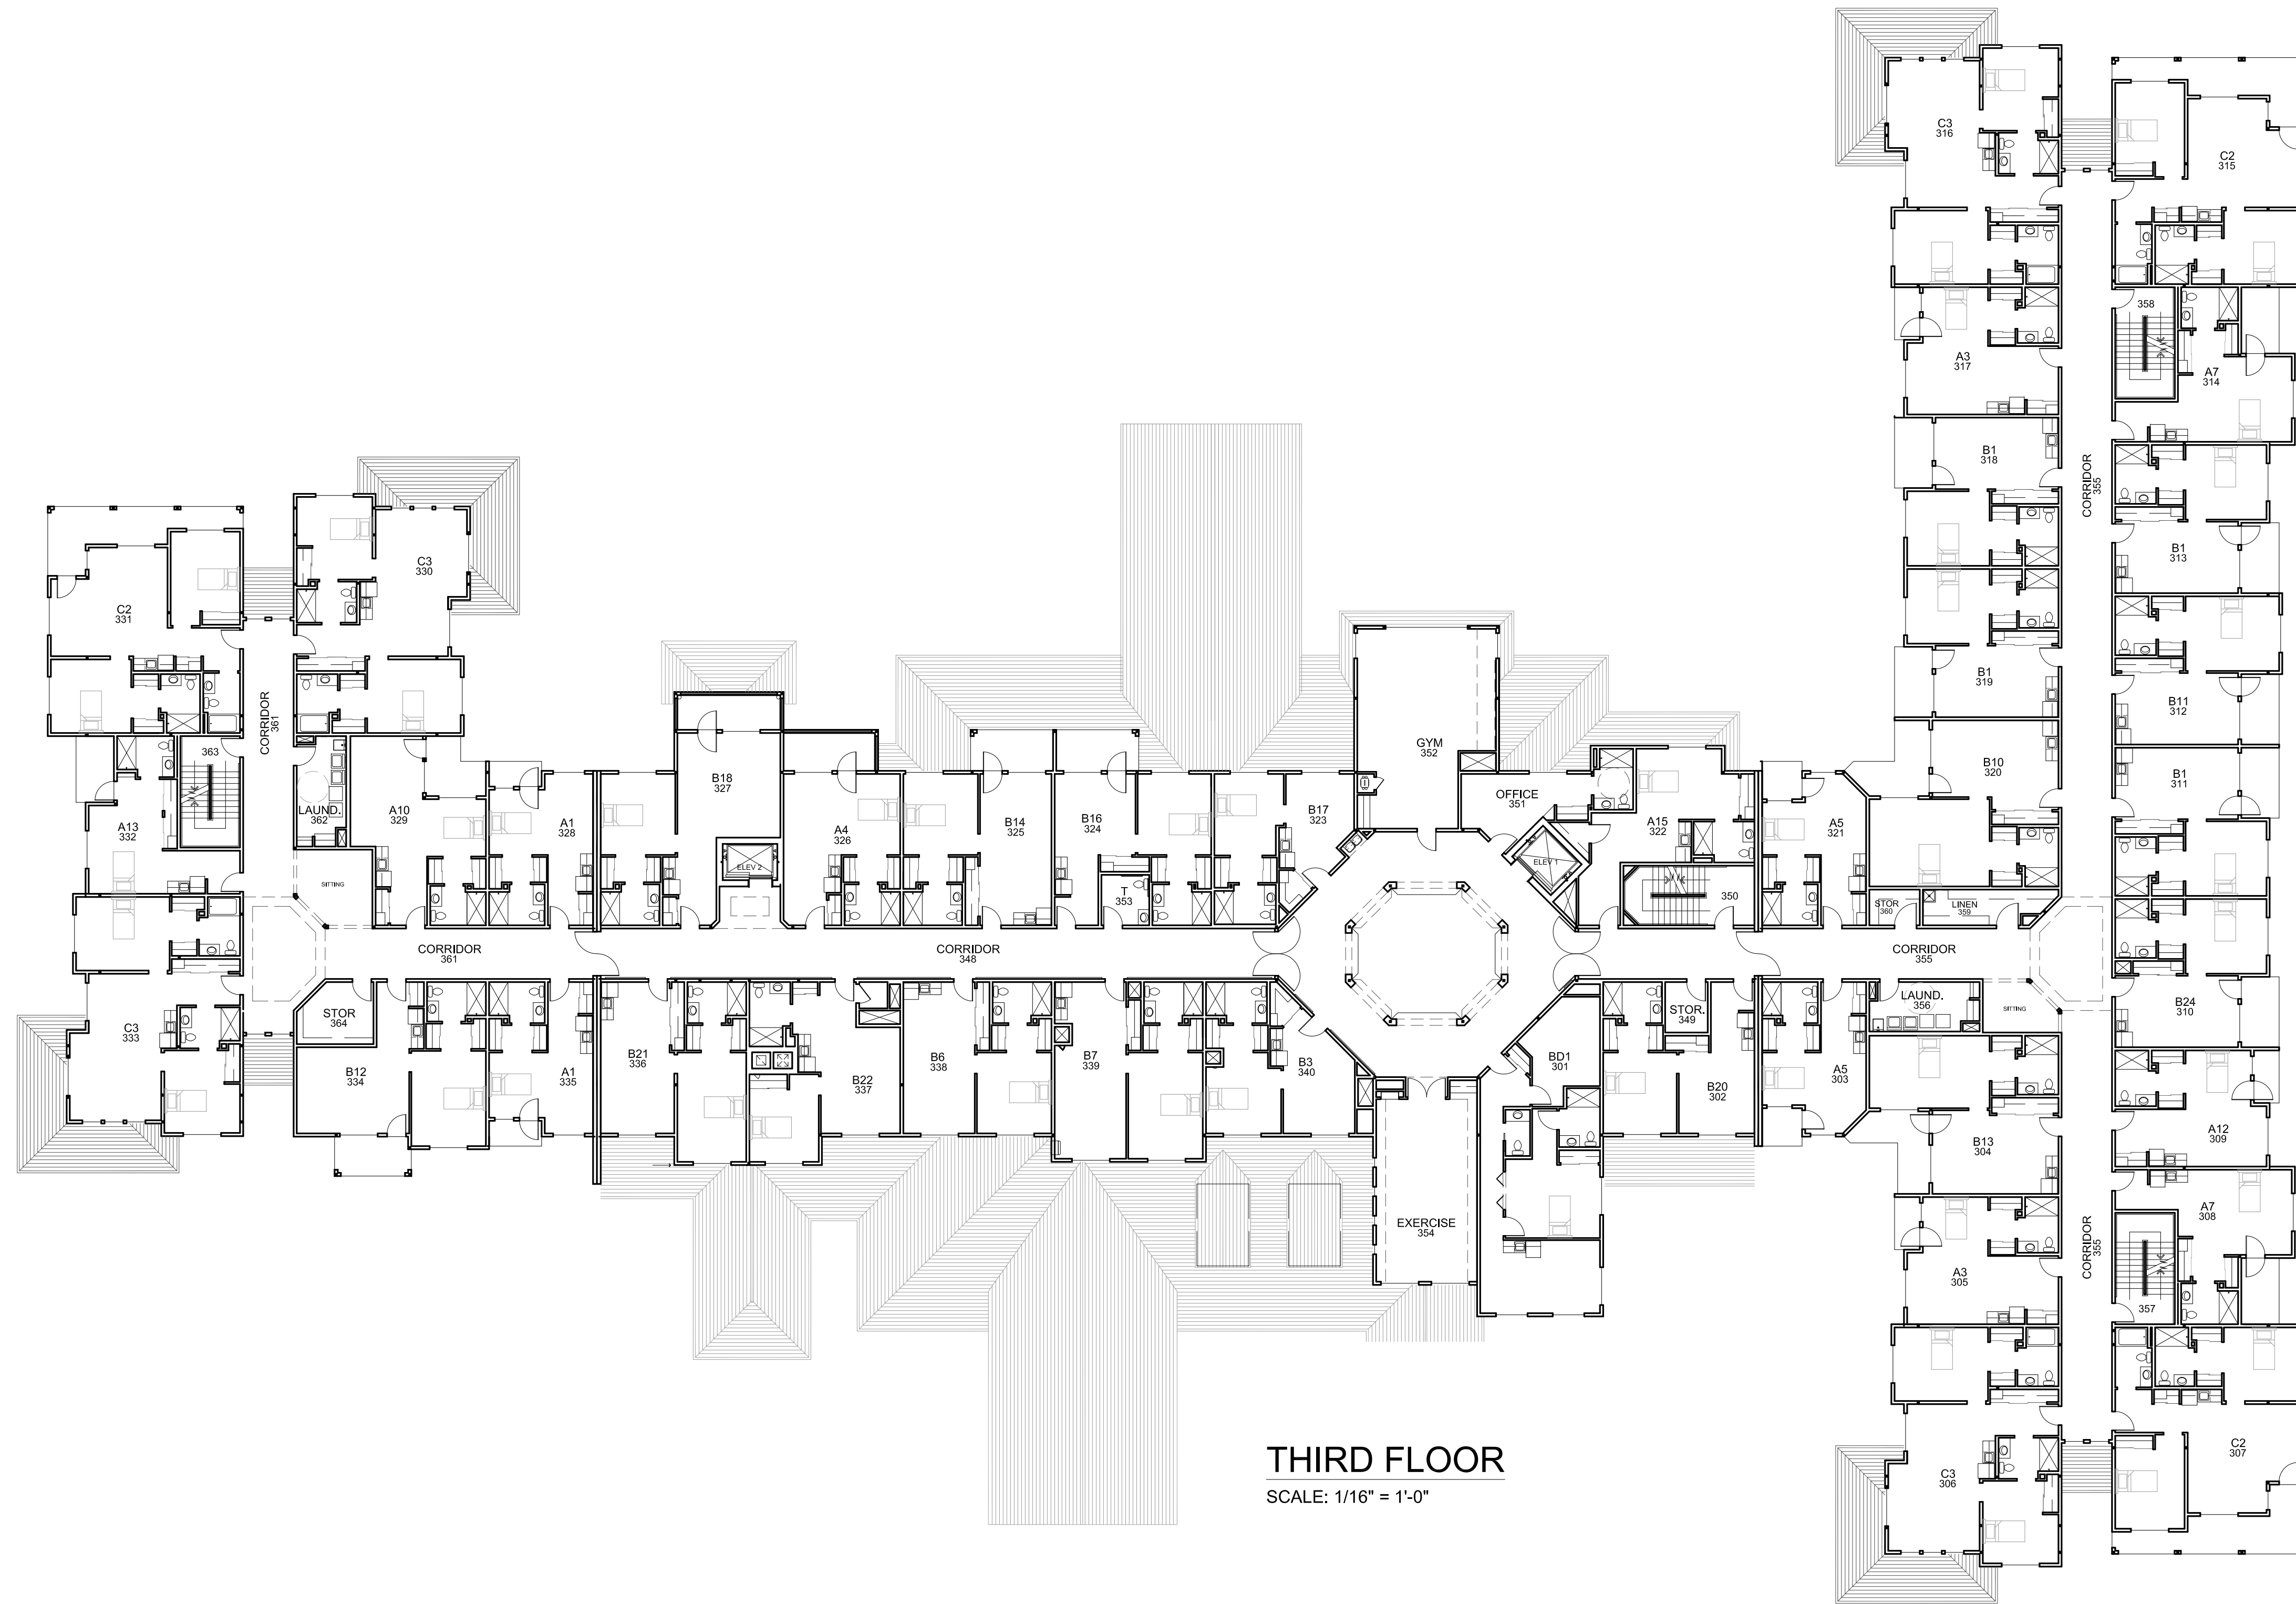 C3
316
C2
315
358
A3
317
A7
314
B1
318
CORRIDOR
355
B1
313
C3
330
C2
331
B1
319
B11
312
CORRIDOR
361
363
GYM
352
B18
327
B10
320
B1
311
OFFICE
351
LAUND.
362
A10
329
A1
328
A13
332
A4
326
B14
325
B16
324
B17
323
A15
322
A5
321
ELEV 2
ELEV 1
SITTING
T
353
350
STOR
360
LINEN
359
CORRIDOR
361
CORRIDOR
348
CORRIDOR
355
STOR
364
C3
333
STOR.
349
LAUND.
356
SITTING
B24
310
B12
334
A1
335
B21
336
B22
337
B6
338
B7
339
B3
340
BD1
301
B20
302
A5
303
B13
304
A12
309
EXERCISE
354
A7
308
CORRIDOR
355
A3
305
357
C3
306
C2
307
THIRD FLOOR
SCALE: 1/16" = 1'-0"